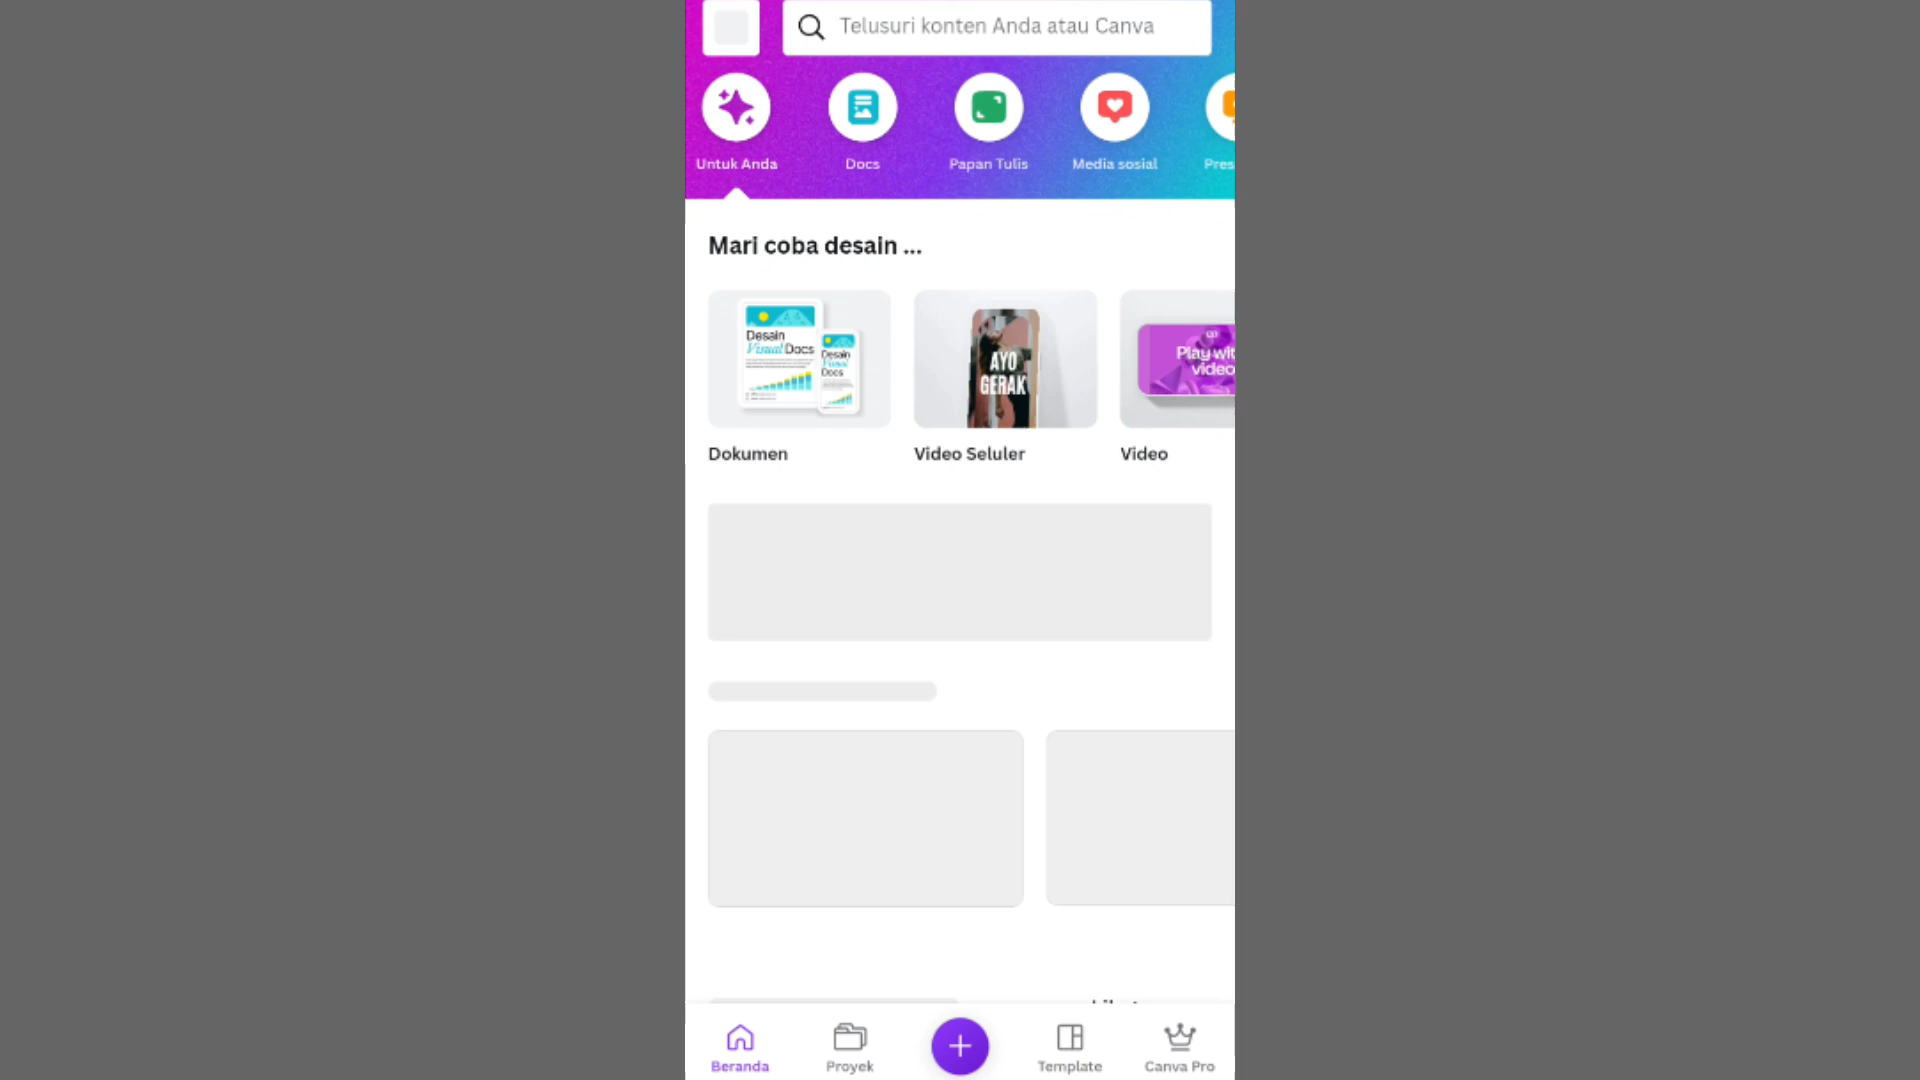 Telusuri konten Anda atau Canva
Untuk Anda
Docs
Papan Tulis
Media sosial
Pres
Mari coba desain ...
Desain
Visual Docs
Desain
Visual
Docs
AYO
GERAK
Play wit
video
Dokumen
Video Seluler
Video
Beranda
Proyek
Template
Canva Pro